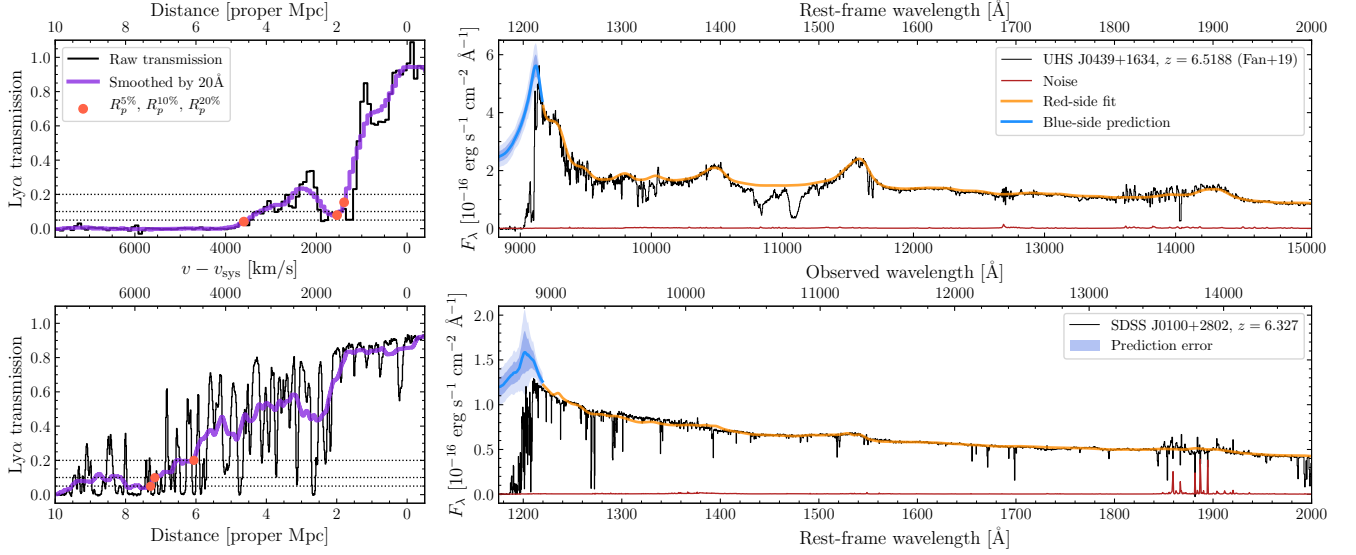 Distance [proper Mpc]
10 8 6 4 2 0
Lyα transmission
1.0
0.8
0.6
0.4
0.2
0.0
Raw transmission
Smoothed by 20Å
R_p^5%, R_p^10%, R_p^20%
6000 4000 2000 0
v − v_sys [km/s]
Rest-frame wavelength [Å]
1200 1300 1400 1500 1600 1700 1800 1900 2000
F_λ [10^−16 erg s^−1 cm^−2 Å^−1]
6
4
2
0
UHS J0439+1634, z = 6.5188 (Fan+19)
Noise
Red-side fit
Blue-side prediction
9000 10000 11000 12000 13000 14000 15000
Observed wavelength [Å]
6000 4000 2000 0
Lyα transmission
1.0
0.8
0.6
0.4
0.2
0.0
10 8 6 4 2 0
Distance [proper Mpc]
9000 10000 11000 12000 13000 14000
F_λ [10^−16 erg s^−1 cm^−2 Å^−1]
2.0
1.5
1.0
0.5
0.0
SDSS J0100+2802, z = 6.327
Prediction error
1200 1300 1400 1500 1600 1700 1800 1900 2000
Rest-frame wavelength [Å]